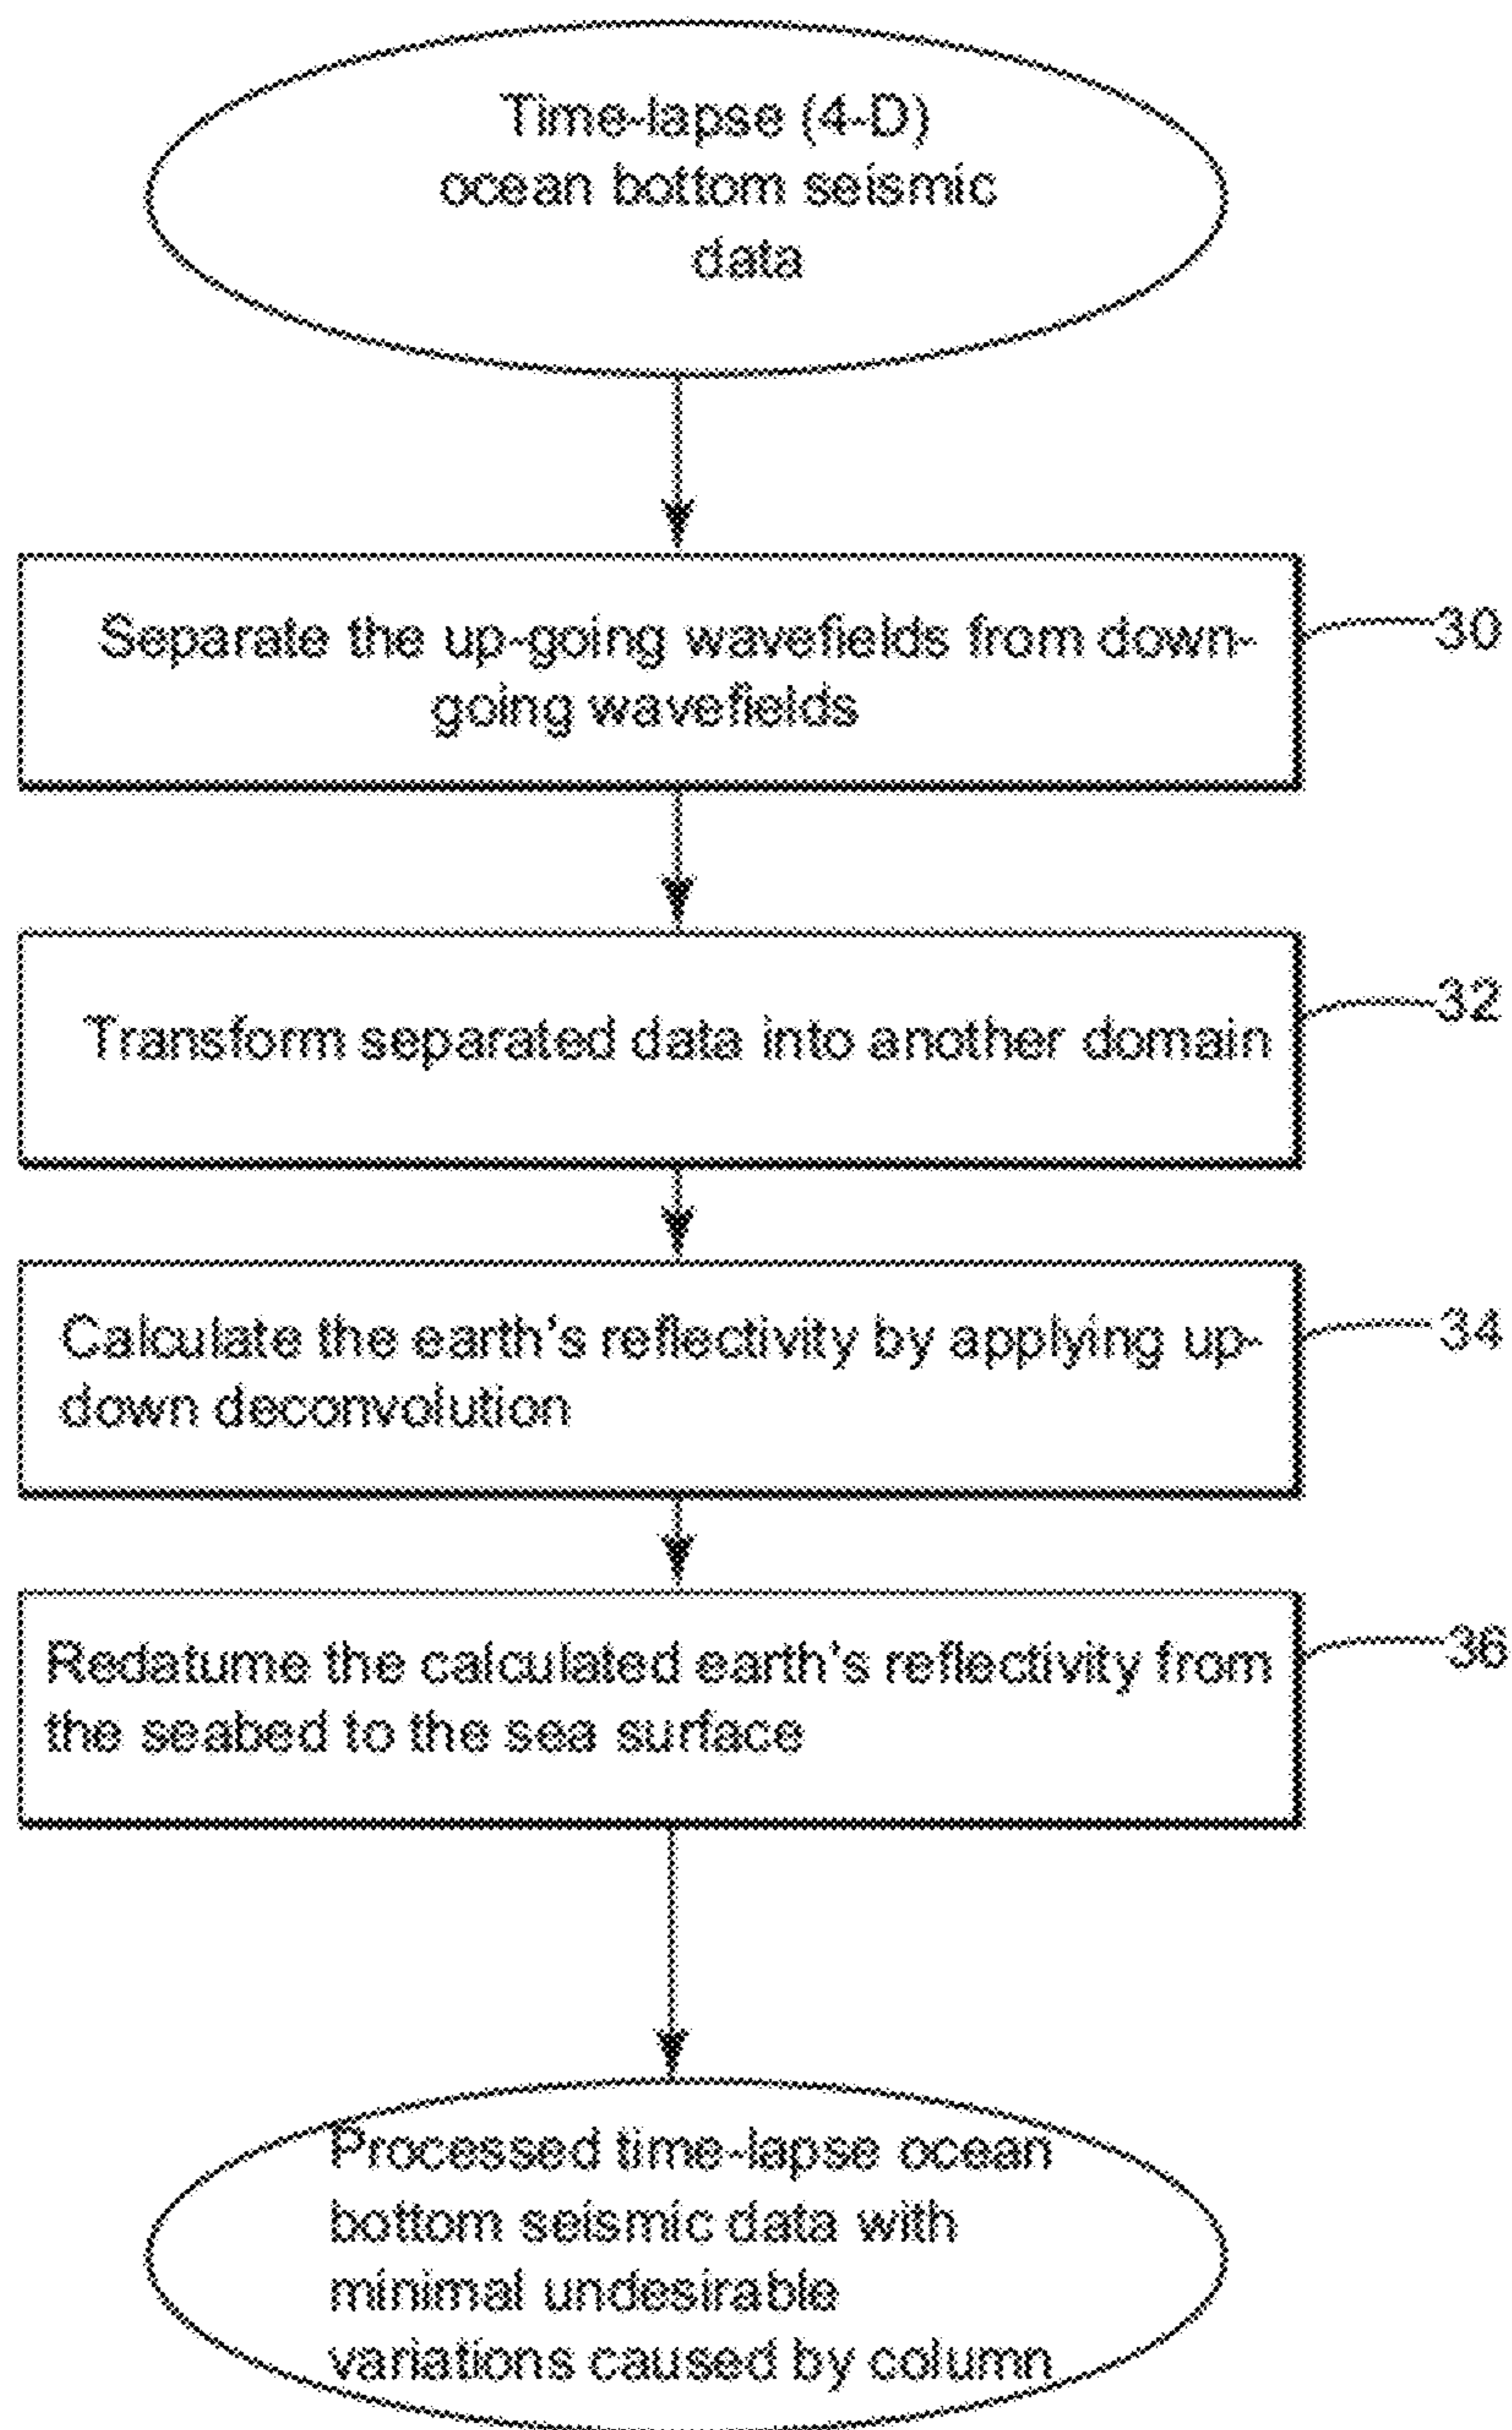 Time-lapse (4-D)
ocean bottom seismic
data
Separate the up-going wavefields from down-
going wavefields
30
Transform separated data into another domain
32
Calculate the earth's reflectivity by applying up-
down deconvolution
34
Redatume the calculated earth's reflectivity from
the seabed to the sea surface
36
Processed time-lapse ocean
bottom seismic data with
minimal undesirable
variations caused by column